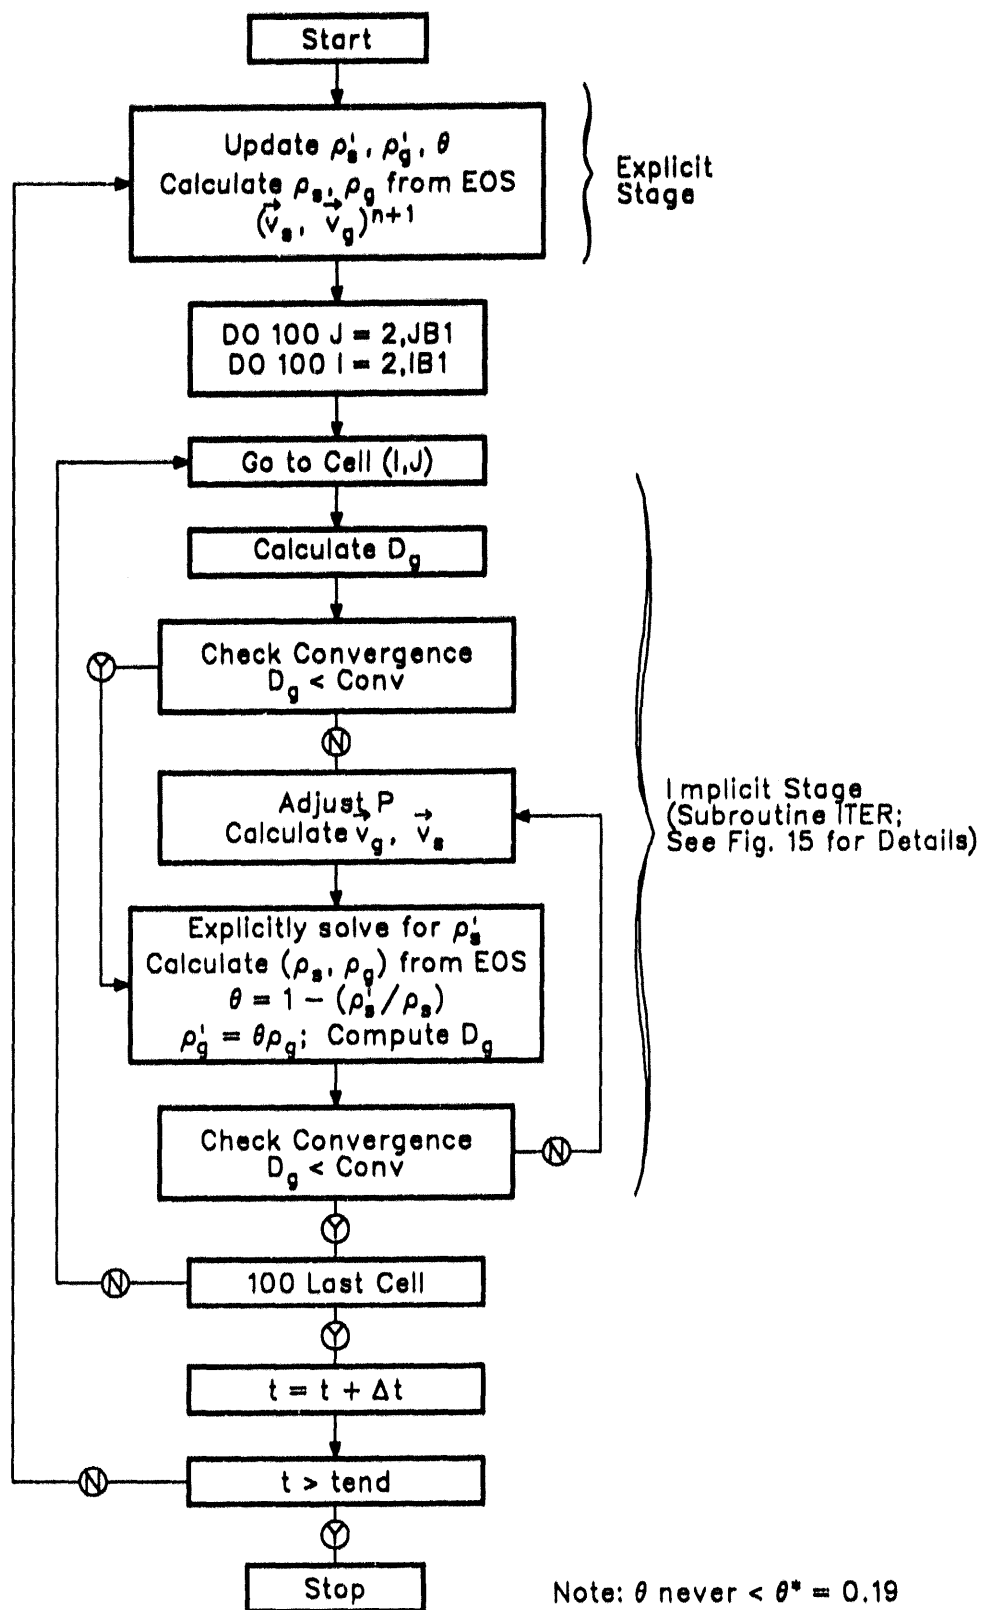 Start
Update ρ's, ρ'g, θ
Calculate ρs, ρg from EOS
(v⃗s, v⃗g)ⁿ⁺¹
Explicit
Stage
DO 100 J = 2,JB1
DO 100 I = 2,IB1
Go to Cell (I,J)
Calculate Dg
Check Convergence
Dg < Conv
Y
N
Adjust P
Calculate v⃗g, v⃗s
Implicit Stage
(Subroutine ITER;
See Fig. 15 for Details)
Explicitly solve for ρ's
Calculate (ρs, ρg) from EOS
θ = 1 − (ρ's/ρs)
ρ'g = θρg; Compute Dg
Check Convergence
Dg < Conv
N
Y
100 Last Cell
N
Y
t = t + Δt
t > tend
N
Y
Stop
Note: θ never < θ* = 0.19